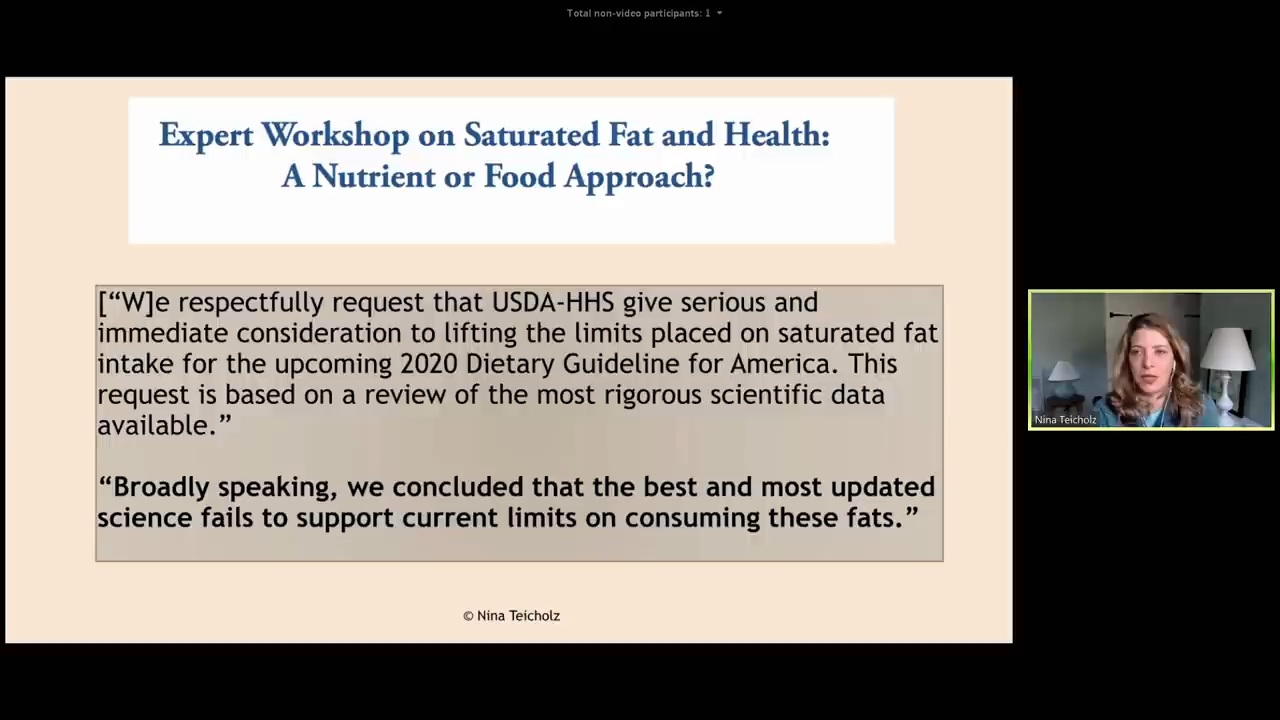 Total non-video participants: 1
Expert Workshop on Saturated Fat and Health:
A Nutrient or Food Approach?
[“W]e respectfully request that USDA-HHS give serious and
immediate consideration to lifting the limits placed on saturated fat
intake for the upcoming 2020 Dietary Guideline for America. This
request is based on a review of the most rigorous scientific data
available.”
“Broadly speaking, we concluded that the best and most updated
science fails to support current limits on consuming these fats.”
© Nina Teicholz
Nina Teicholz